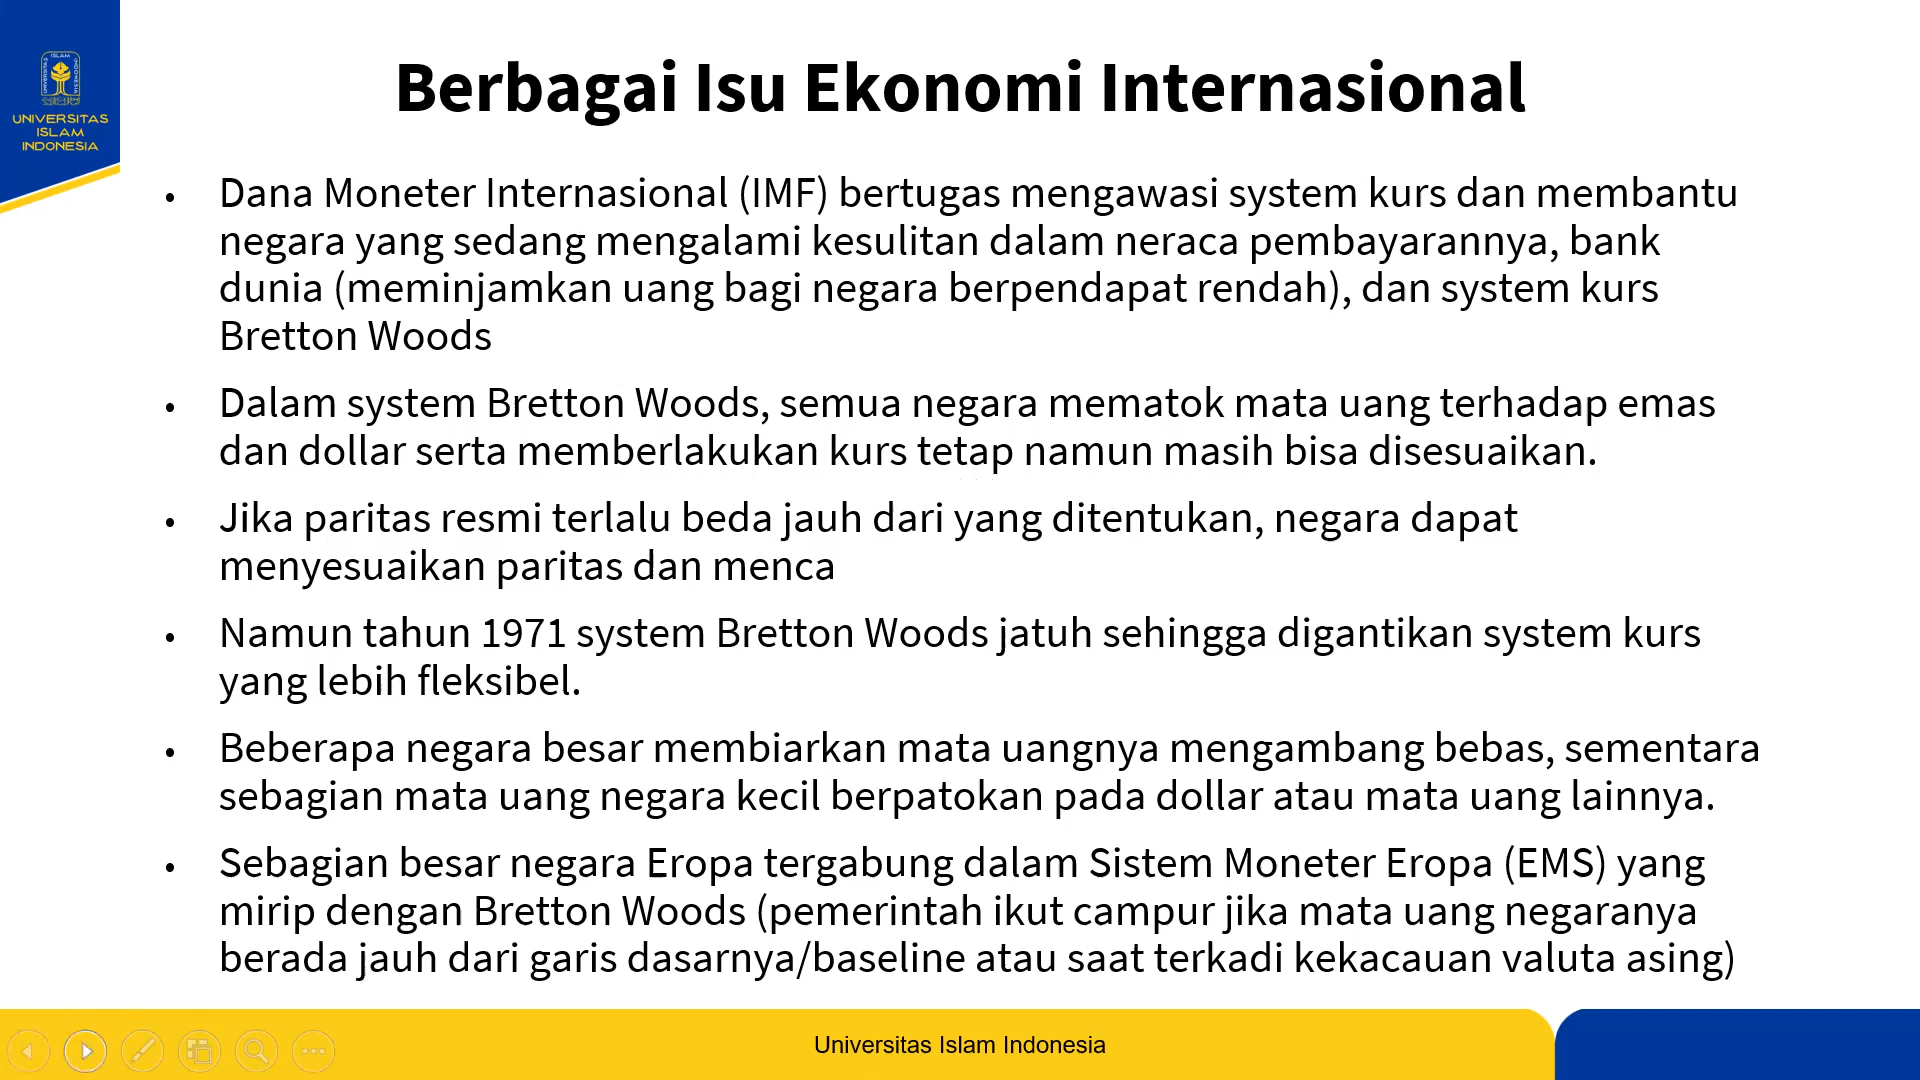 UNIVERSITAS
ISLAM
INDONESIA
Berbagai Isu Ekonomi Internasional
• Dana Moneter Internasional (IMF) bertugas mengawasi system kurs dan membantu
negara yang sedang mengalami kesulitan dalam neraca pembayarannya, bank
dunia (meminjamkan uang bagi negara berpendapat rendah), dan system kurs
Bretton Woods
• Dalam system Bretton Woods, semua negara mematok mata uang terhadap emas
dan dollar serta memberlakukan kurs tetap namun masih bisa disesuaikan.
• Jika paritas resmi terlalu beda jauh dari yang ditentukan, negara dapat
menyesuaikan paritas dan menca
• Namun tahun 1971 system Bretton Woods jatuh sehingga digantikan system kurs
yang lebih fleksibel.
• Beberapa negara besar membiarkan mata uangnya mengambang bebas, sementara
sebagian mata uang negara kecil berpatokan pada dollar atau mata uang lainnya.
• Sebagian besar negara Eropa tergabung dalam Sistem Moneter Eropa (EMS) yang
mirip dengan Bretton Woods (pemerintah ikut campur jika mata uang negaranya
berada jauh dari garis dasarnya/baseline atau saat terkadi kekacauan valuta asing)
Universitas Islam Indonesia